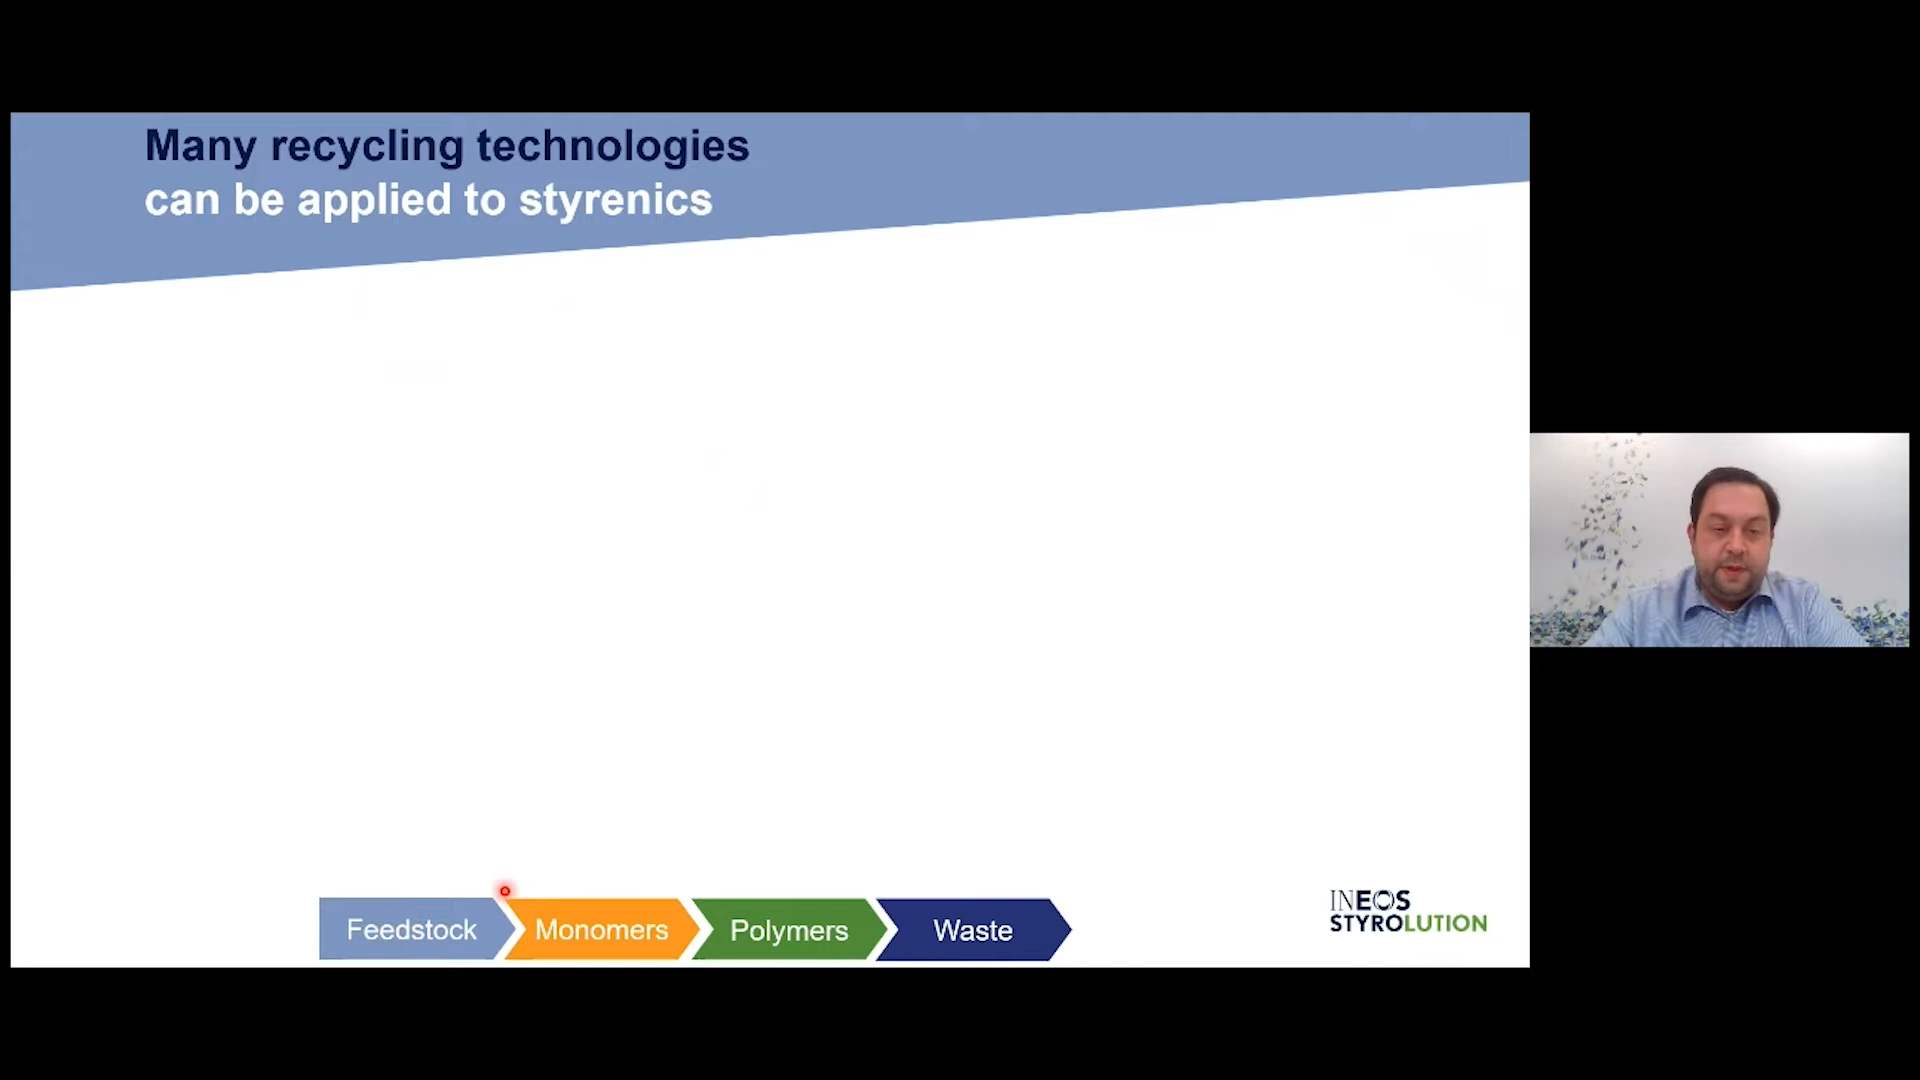 Many recycling technologies
can be applied to styrenics
Feedstock
Monomers
Polymers
Waste
INEOS
STYROLUTION